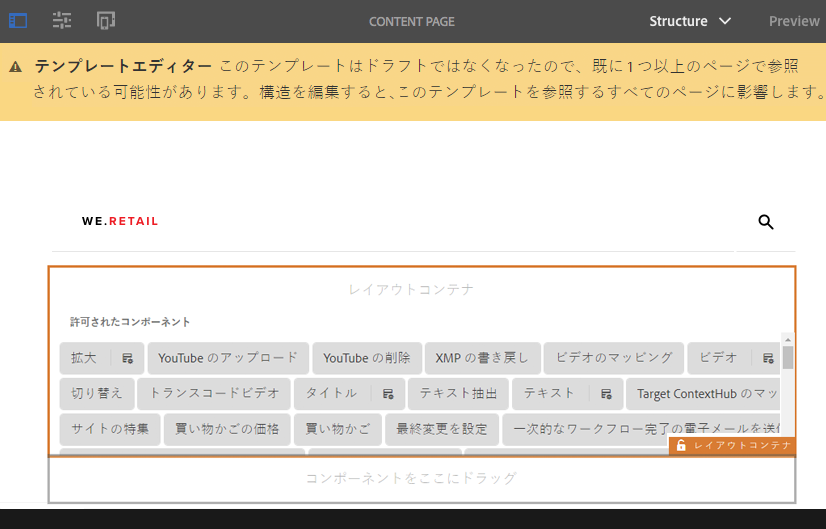 CONTENT PAGE
Structure
Preview
テンプレートエディター このテンプレートはドラフトではなくなったので、既に 1 つ以上のページで参照
されている可能性があります。構造を編集すると、このテンプレートを参照するすべてのページに影響します。
WE.RETAIL
レイアウトコンテナ
許可されたコンポーネント
拡大 YouTube のアップロード YouTube の削除 XMP の書き戻し ビデオのマッピング ビデオ
切り替え トランスコードビデオ タイトル テキスト抽出 テキスト Target ContextHub のマッ
サイトの特集 買い物かごの価格 買い物かご 最終変更を設定 一次的なワークフロー完了の電子メールを送信
レイアウトコンテナ
コンポーネントをここにドラッグ